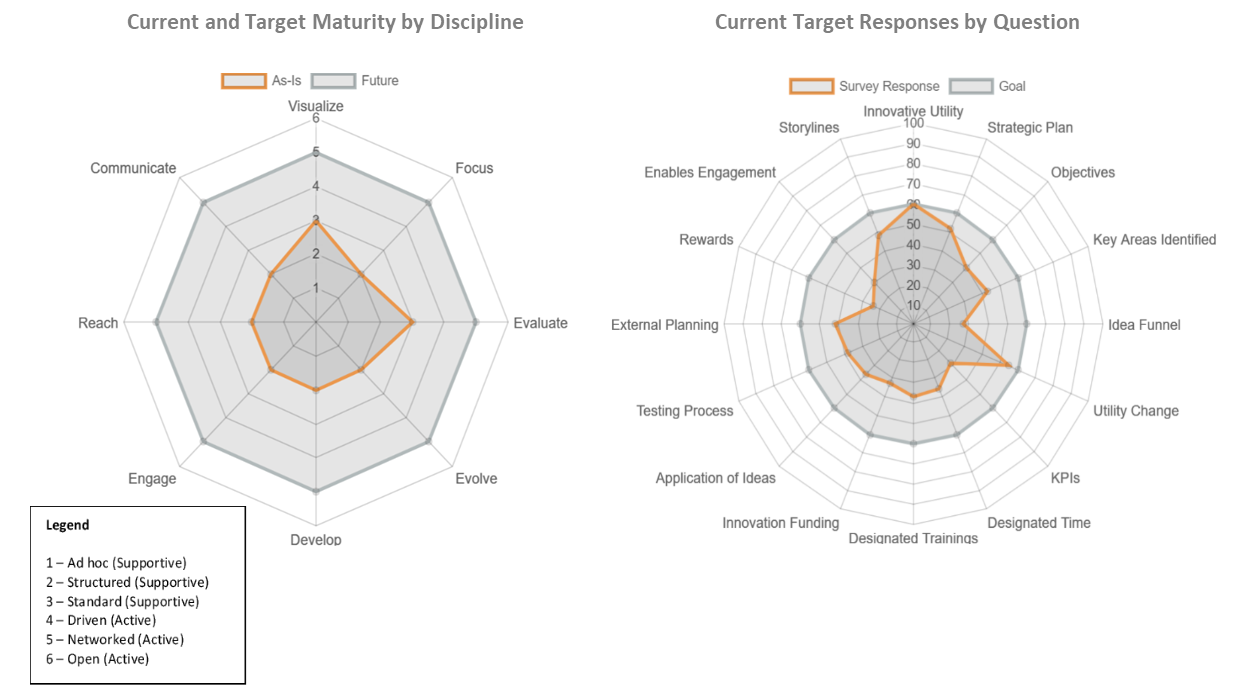 Current and Target Maturity by Discipline
As-Is
Future
Visualize
6
5
4
3
2
1
Focus
Evaluate
Evolve
Develop
Engage
Reach
Communicate
Legend
1 – Ad hoc (Supportive)
2 – Structured (Supportive)
3 – Standard (Supportive)
4 – Driven (Active)
5 – Networked (Active)
6 – Open (Active)
Current Target Responses by Question
Survey Response
Goal
Innovative Utility
100
90
80
70
60
50
40
30
20
10
Strategic Plan
Objectives
Key Areas Identified
Idea Funnel
Utility Change
KPIs
Designated Time
Designated Trainings
Innovation Funding
Application of Ideas
Testing Process
External Planning
Rewards
Enables Engagement
Storylines